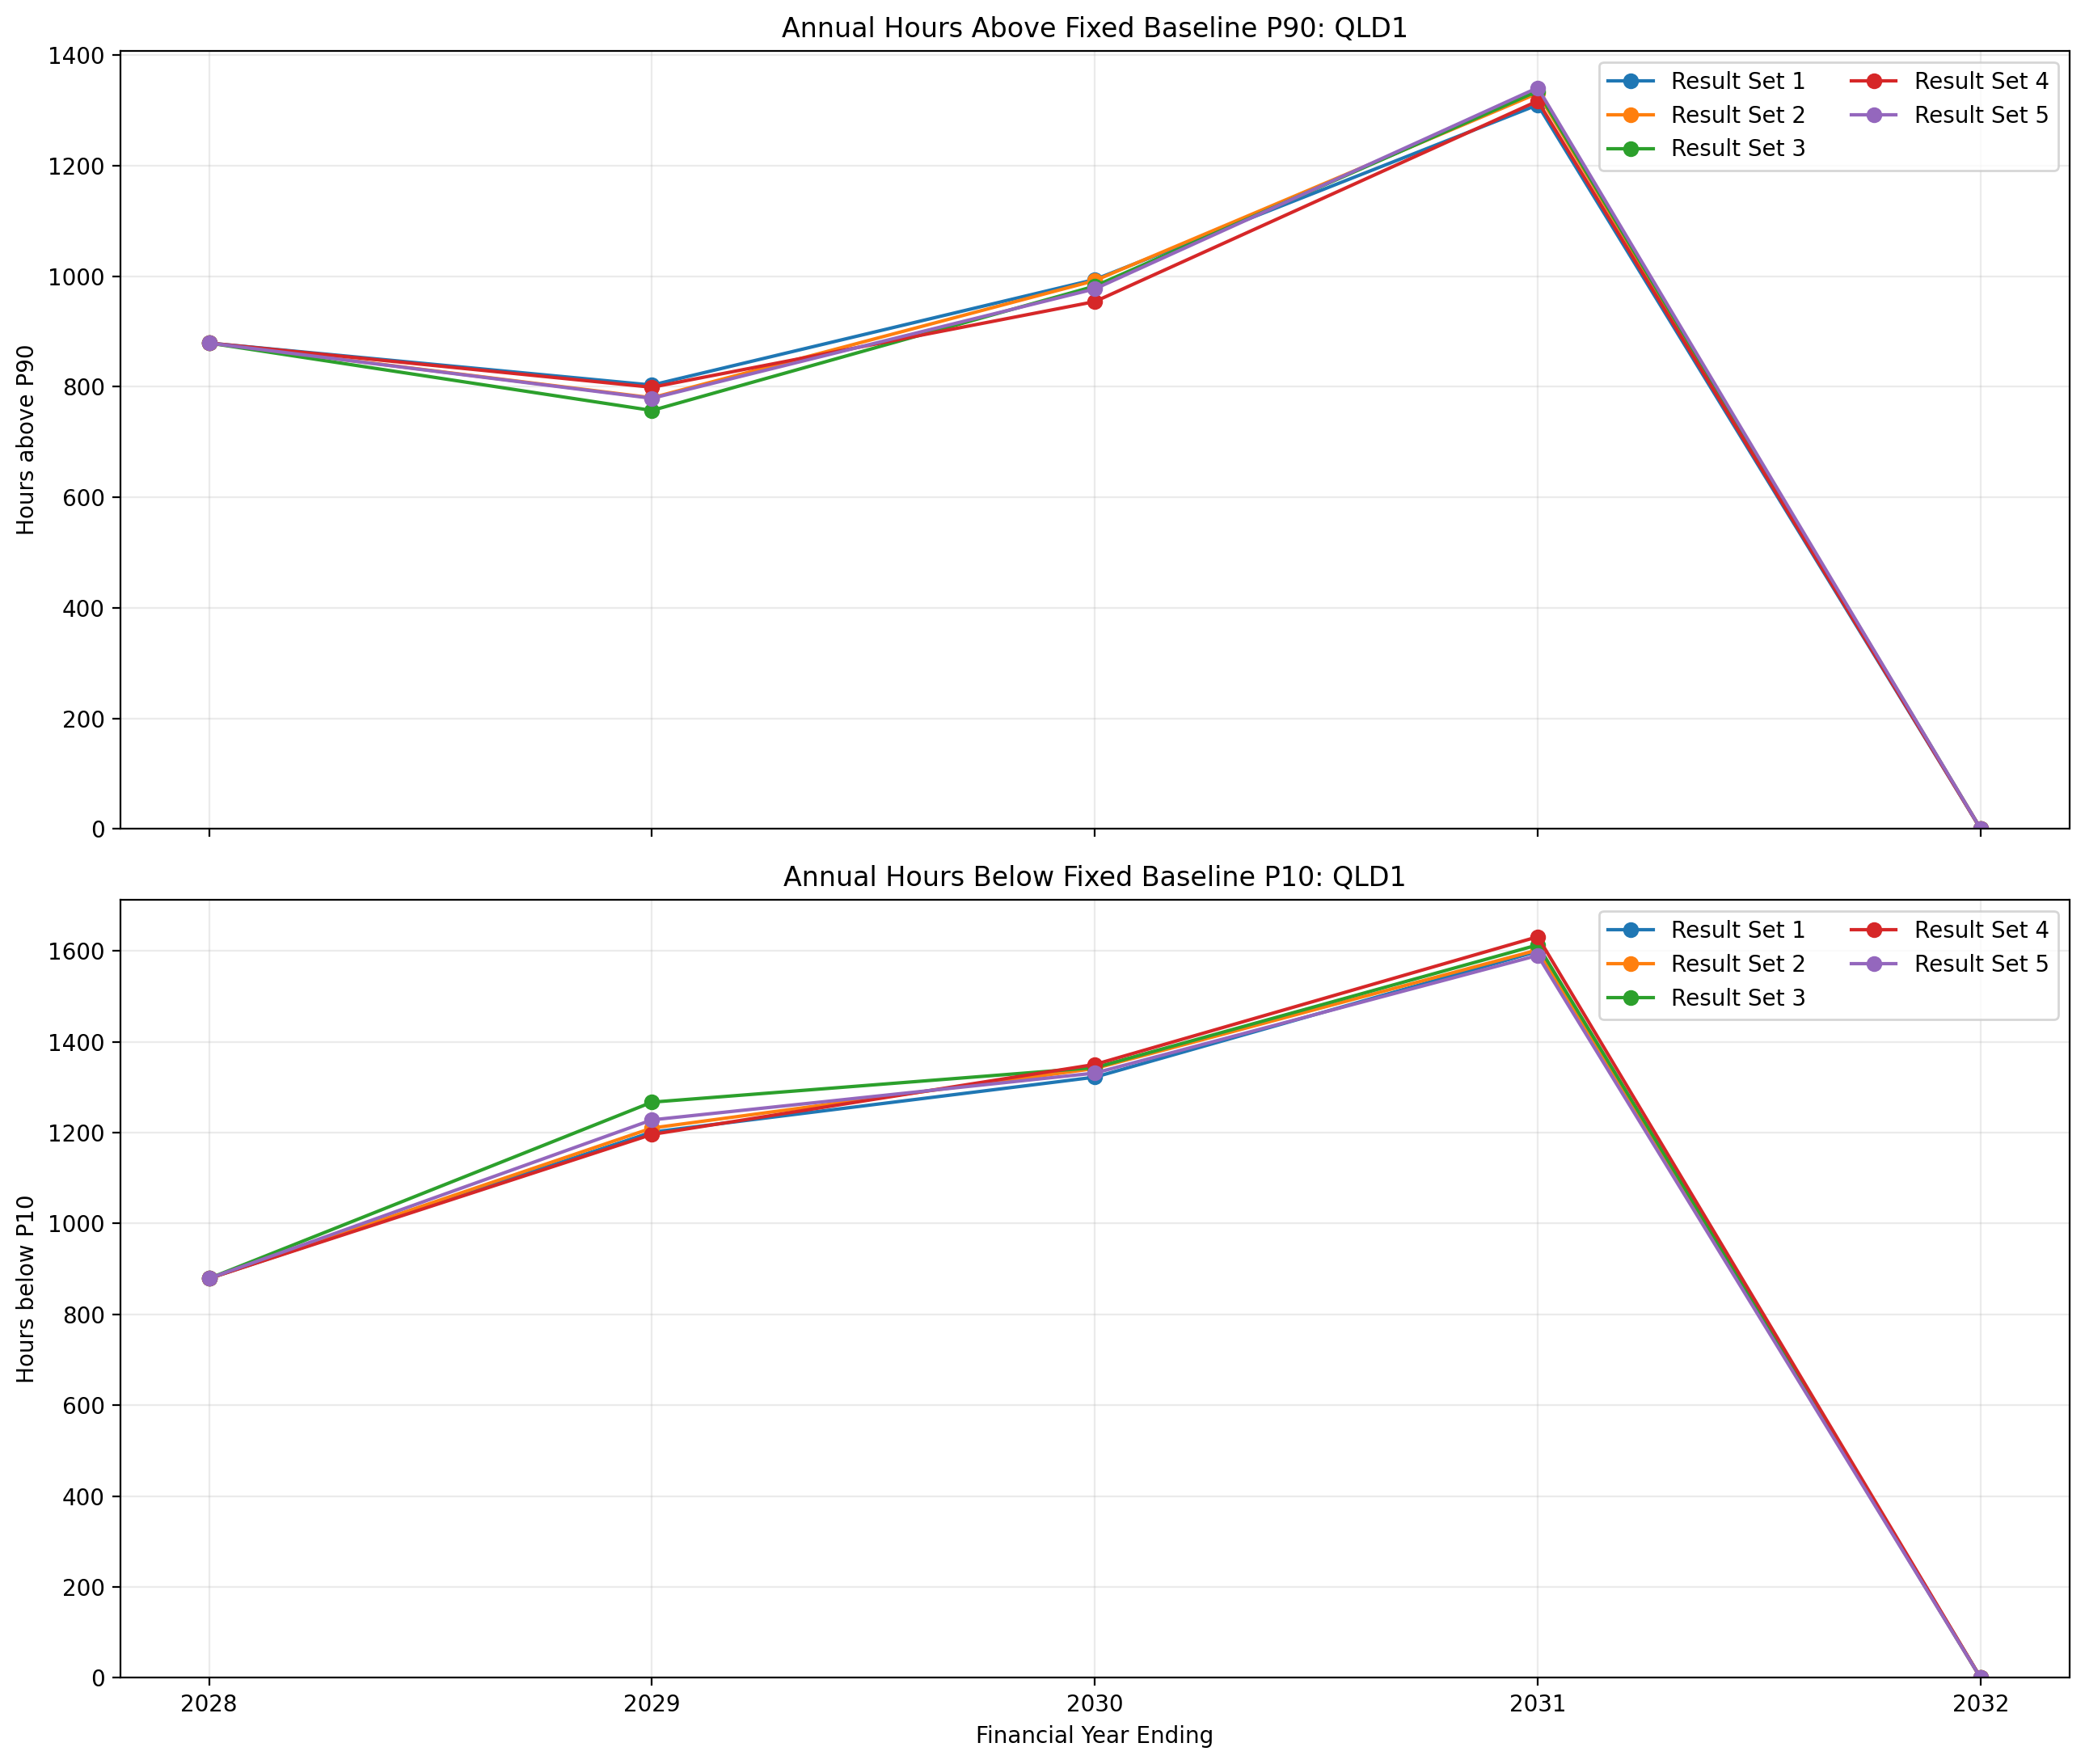 Annual Hours Above Fixed Baseline P90: QLD1
1400
1200
1000
800
600
400
200
0
Hours above P90
Result Set 1
Result Set 2
Result Set 3
Result Set 4
Result Set 5
Annual Hours Below Fixed Baseline P10: QLD1
1600
1400
1200
1000
800
600
400
200
0
Hours below P10
Result Set 1
Result Set 2
Result Set 3
Result Set 4
Result Set 5
2028 2029 2030 2031 2032
Financial Year Ending